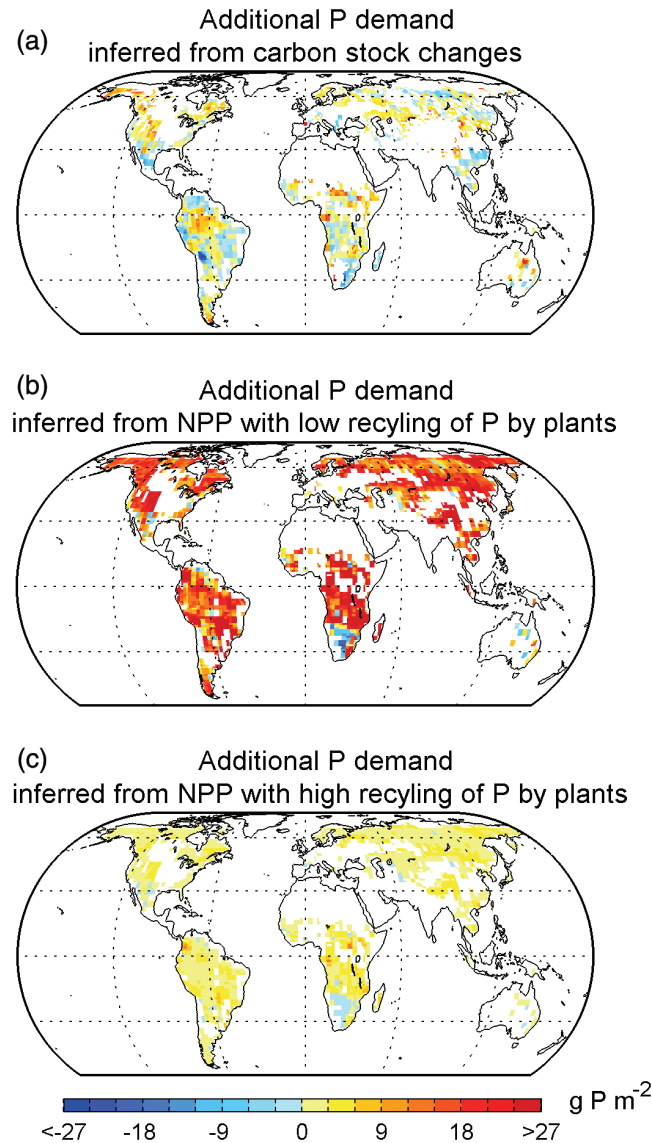 (a)
Additional P demand
inferred from carbon stock changes
(b)
Additional P demand
inferred from NPP with low recyling of P by plants
(c)
Additional P demand
inferred from NPP with high recyling of P by plants
<-27 -18 -9 0 9 18 >27 g P m⁻²